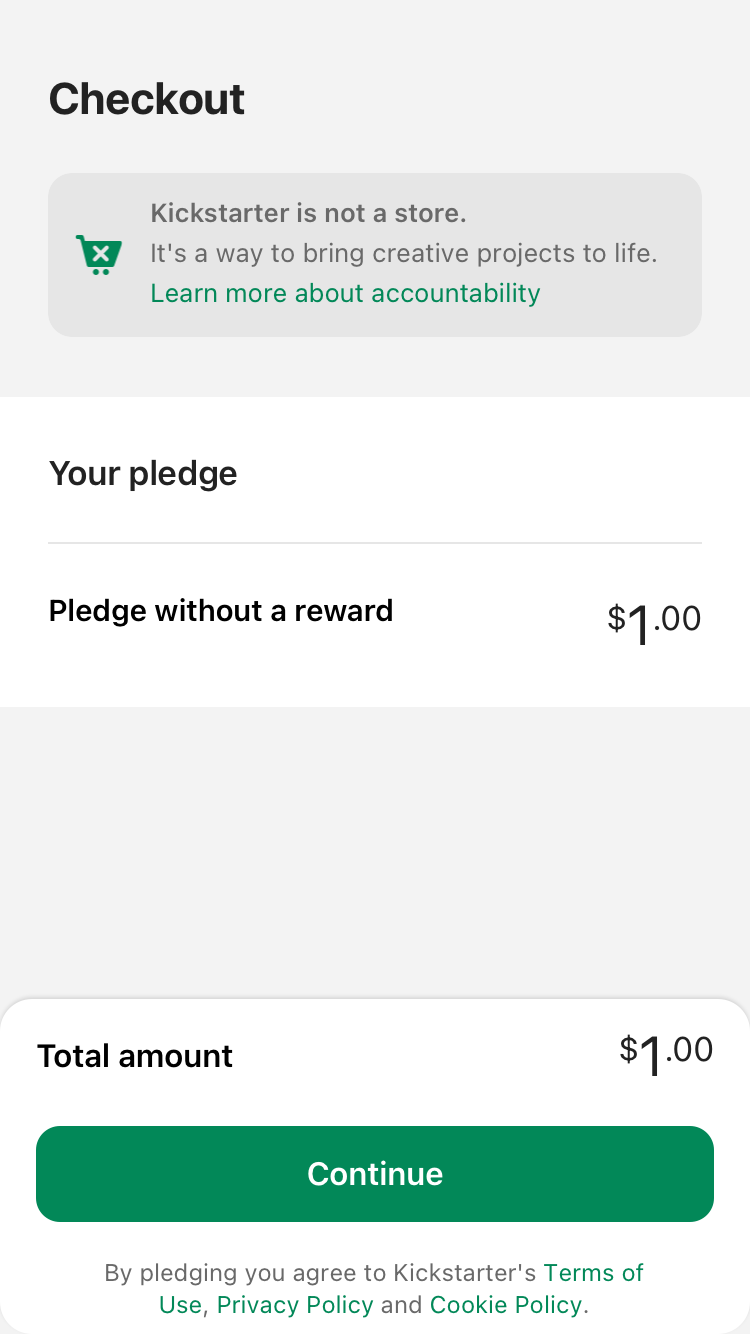 Checkout
Kickstarter is not a store.
It's a way to bring creative projects to life.
Learn more about accountability
Your pledge
Pledge without a reward
$1.00
Total amount
$1.00
Continue
By pledging you agree to Kickstarter's Terms of
Use, Privacy Policy and Cookie Policy.